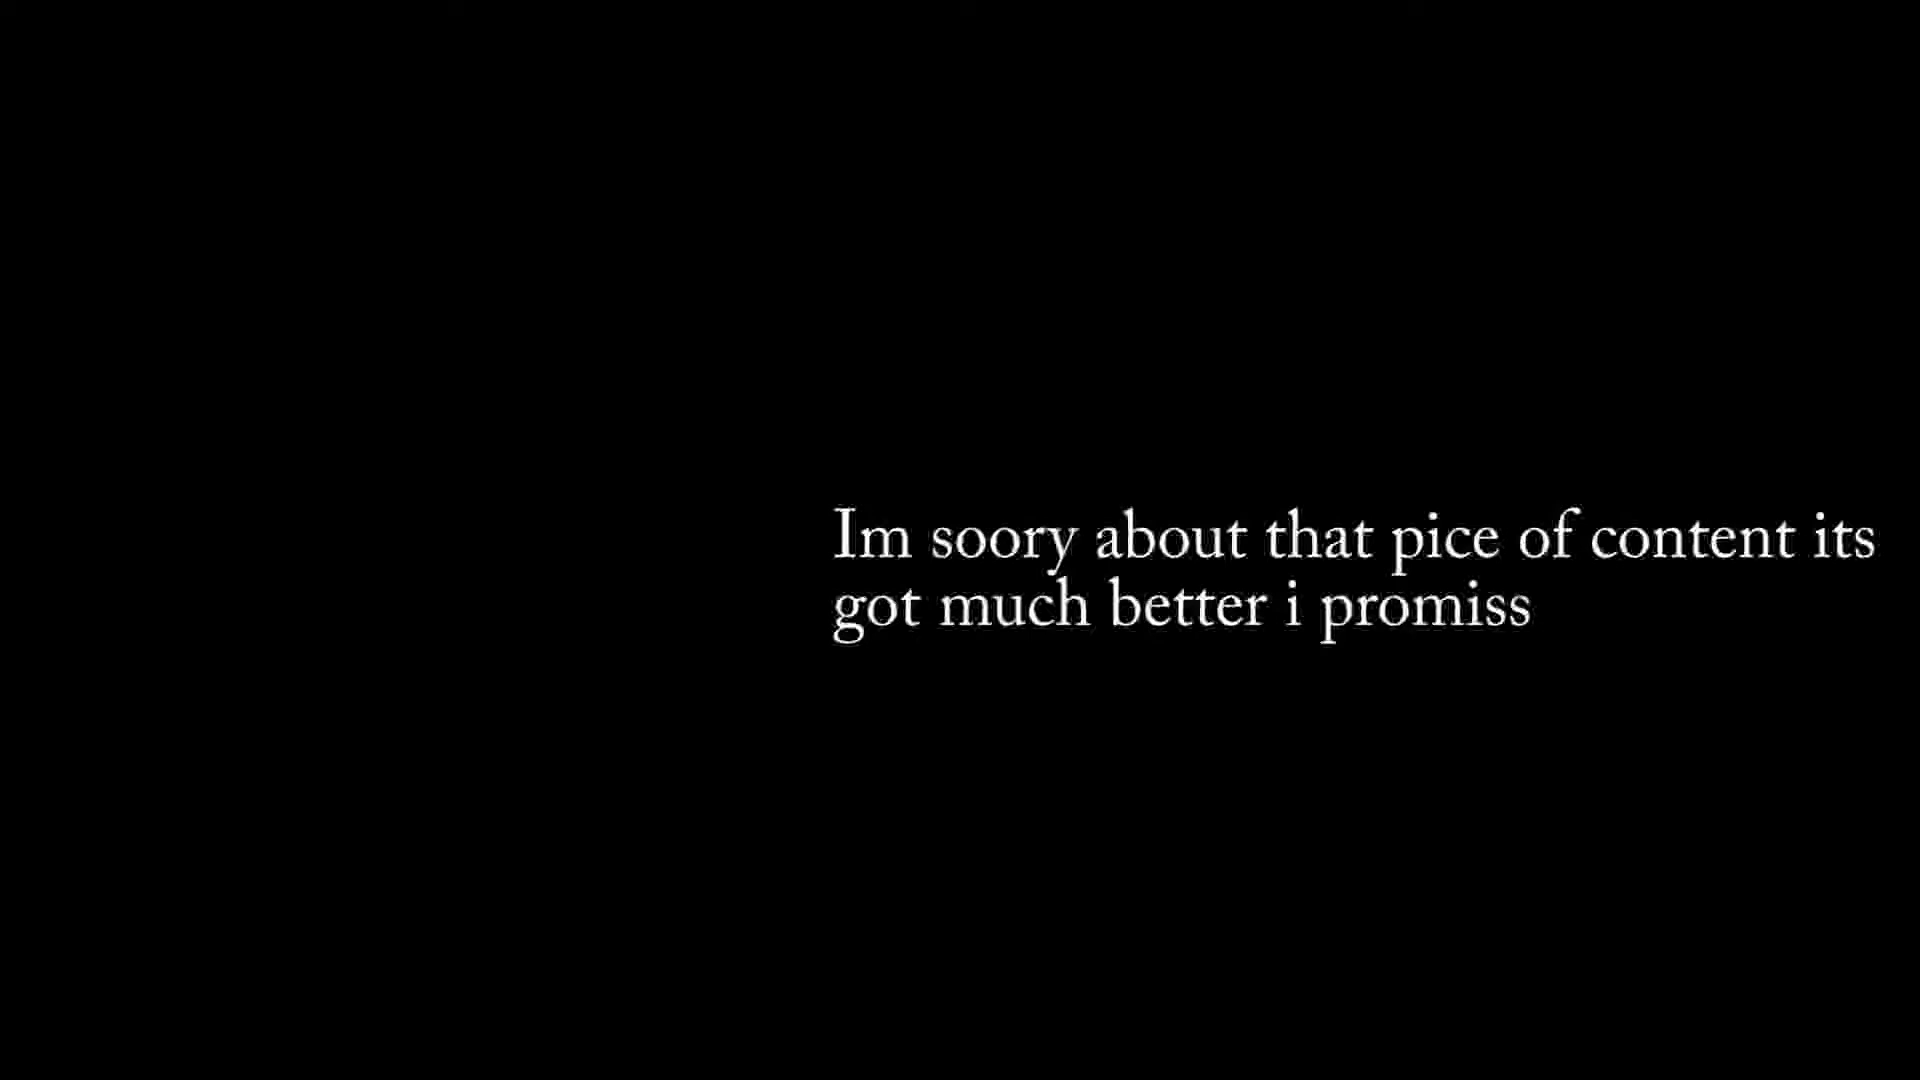 Im soory about that pice of content its
got much better i promiss